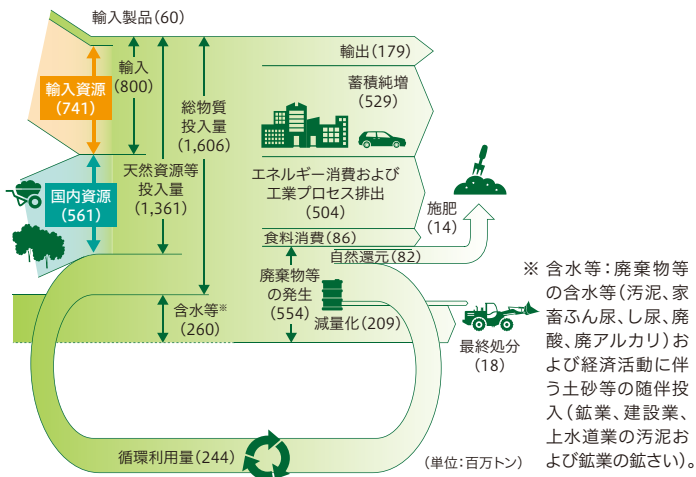 輸入製品(60)
輸入資源
(741)
輸入
(800)
国内資源
(561)
天然資源等
投入量
(1,361)
総物質
投入量
(1,606)
含水等※
(260)
輸出(179)
蓄積純増
(529)
エネルギー消費および
工業プロセス排出
(504)
食料消費(86)
自然還元(82)
施肥
(14)
廃棄物等
の発生
(554)
減量化(209)
最終処分
(18)
循環利用量(244)
(単位:百万トン)
※ 含水等:廃棄物等
の含水等(汚泥、家
畜ふん尿、し尿、廃
酸、廃アルカリ)お
よび経済活動に伴
う土砂等の随伴投
入(鉱業、建設業、
上水道業の汚泥お
よび鉱業の鉱さい)。